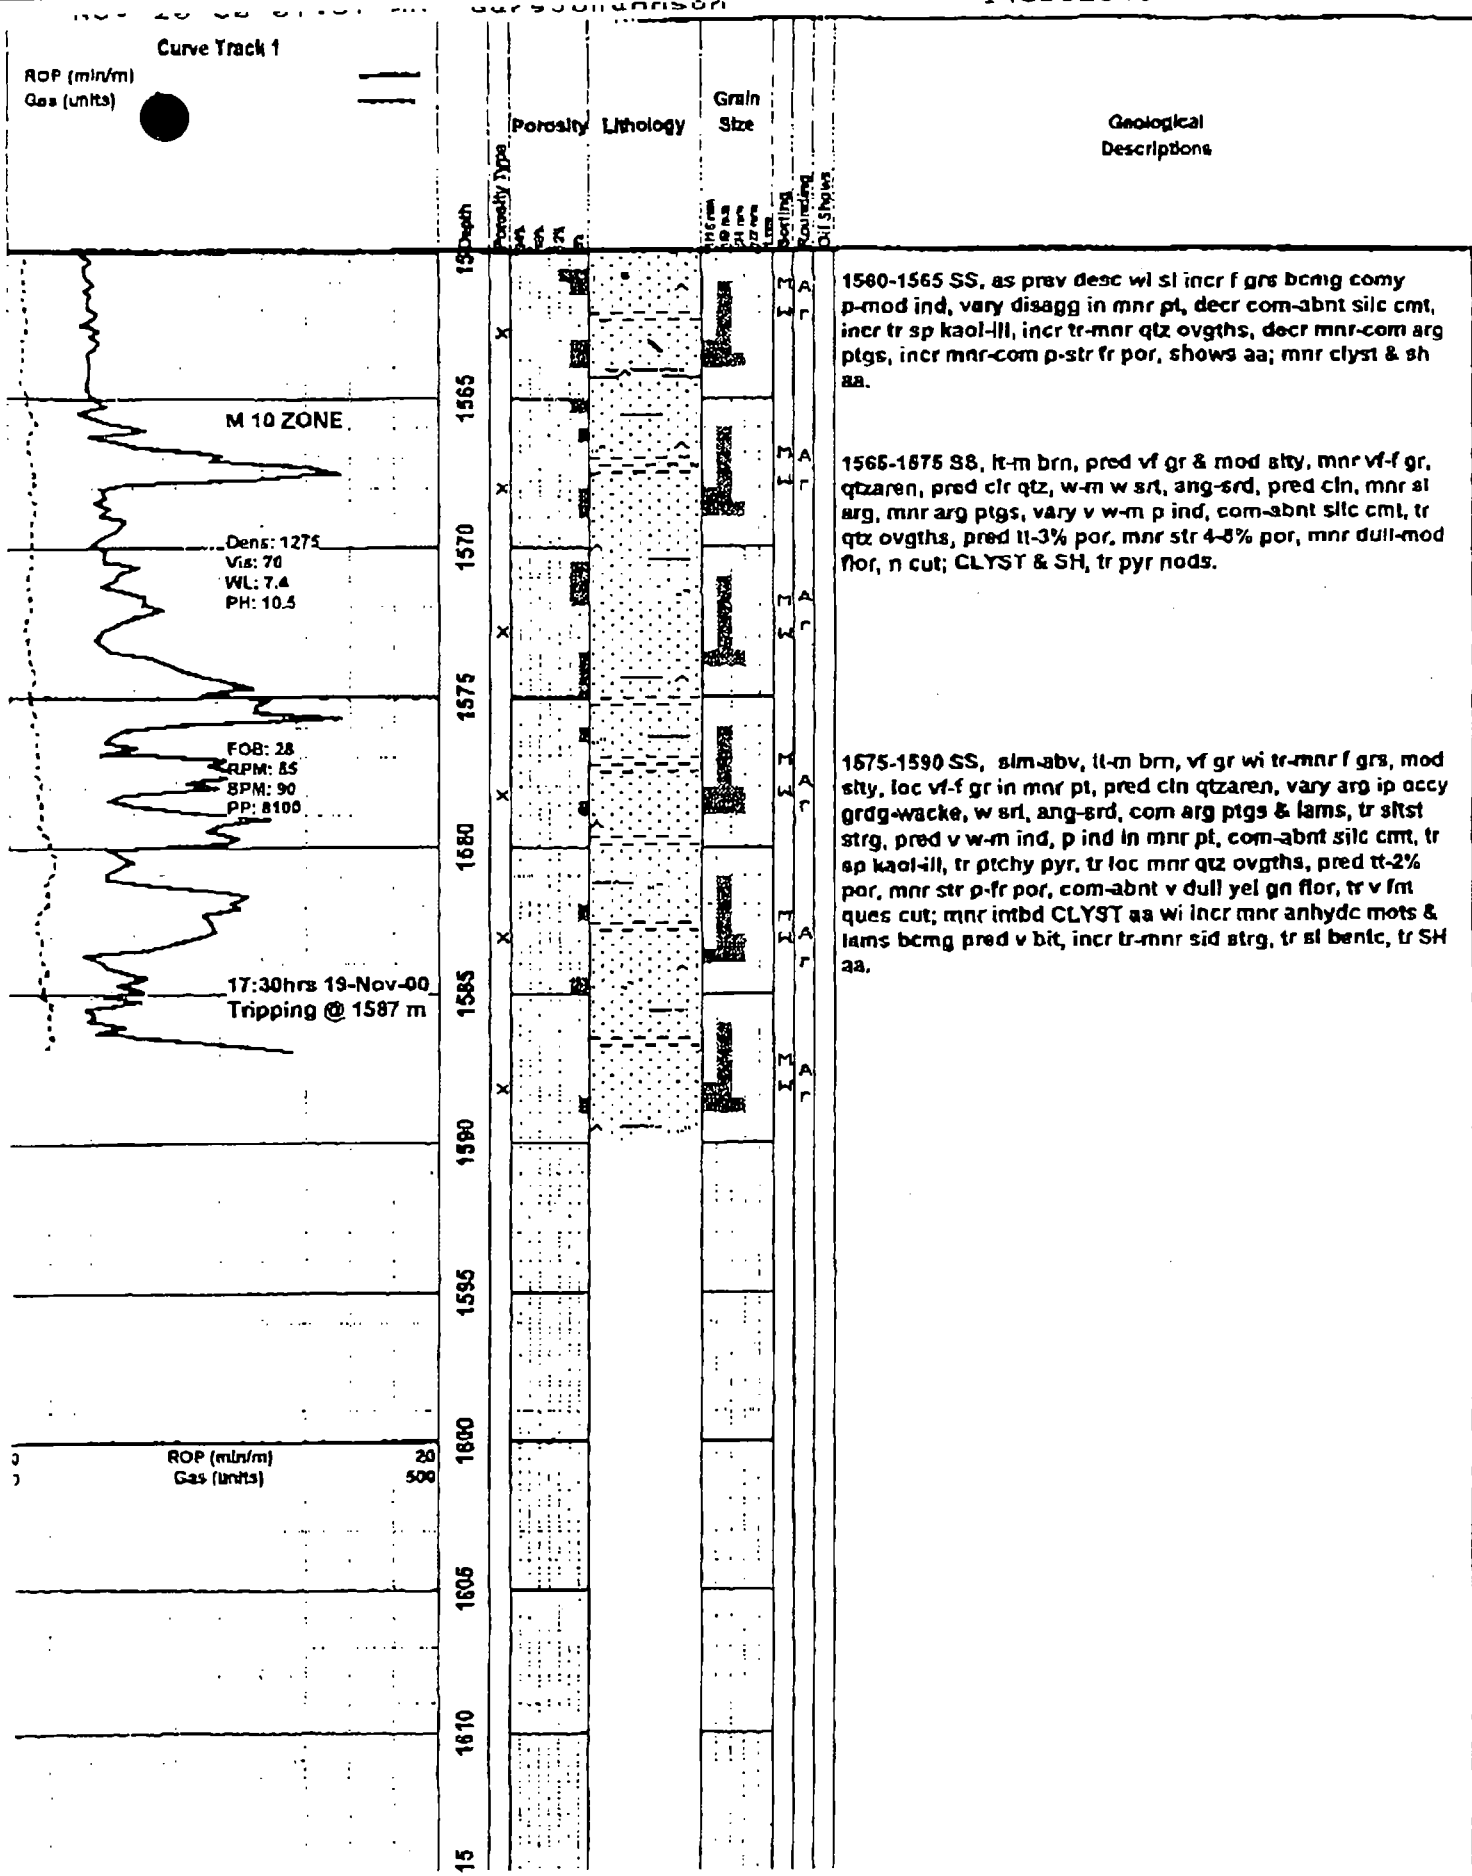 Curve Track 1
ROP (min/m)
Gas (units)
Depth
Porosity Type
Porosity
Lithology
Grain
Size
Sorting
Rounding
Oil Shows
Geological
Descriptions
1560-1565 SS, as prev desc wi sl incr f grs bcmg comy
p-mod ind, vary disagg in mnr pt, decr com-abnt silc cmt,
incr tr sp kaol-ill, incr tr-mnr qtz ovgths, decr mnr-com arg
ptgs, incr mnr-com p-str fr por, shows aa; mnr clyst & sh
aa.
1565
M 10 ZONE
1565-1575 SS, lt-m brn, pred vf gr & mod slty, mnr vf-f gr,
qtzaren, pred clr qtz, w-m w srt, ang-srd, pred cln, mnr sl
arg, mnr arg ptgs, vary v w-m p ind, com-abnt silc cmt, tr
qtz ovgths, pred tt-3% por, mnr str 4-6% por, mnr dull-mod
flor, n cut; CLYST & SH, tr pyr nods.
1570
Dens: 1275
Vis: 70
WL: 7.4
PH: 10.5
1575
FOB: 28
RPM: 85
SPM: 90
PP: 8100
1575-1590 SS, sim-abv, lt-m brn, vf gr wi tr-mnr f grs, mod
slty, loc vf-f gr in mnr pt, pred cln qtzaren, vary arg ip occy
grdg-wacke, w srt, ang-srd, com arg ptgs & lams, tr sltst
strg, pred v w-m ind, p ind in mnr pt, com-abnt silc cmt, tr
sp kaol-ill, tr ptchy pyr, tr loc mnr qtz ovgths, pred tt-2%
por, mnr str p-fr por, com-abnt v dull yel gn flor, tr v fnt
ques cut; mnr intbd CLYST aa wi incr mnr anhydc mots &
lams bcmg pred v bit, incr tr-mnr sid strg, tr sl bentc, tr SH
aa.
1580
17:30hrs 19-Nov-00
Tripping @ 1587 m
1585
1590
1595
1600
ROP (min/m) 20
Gas (units) 500
1605
1610
15